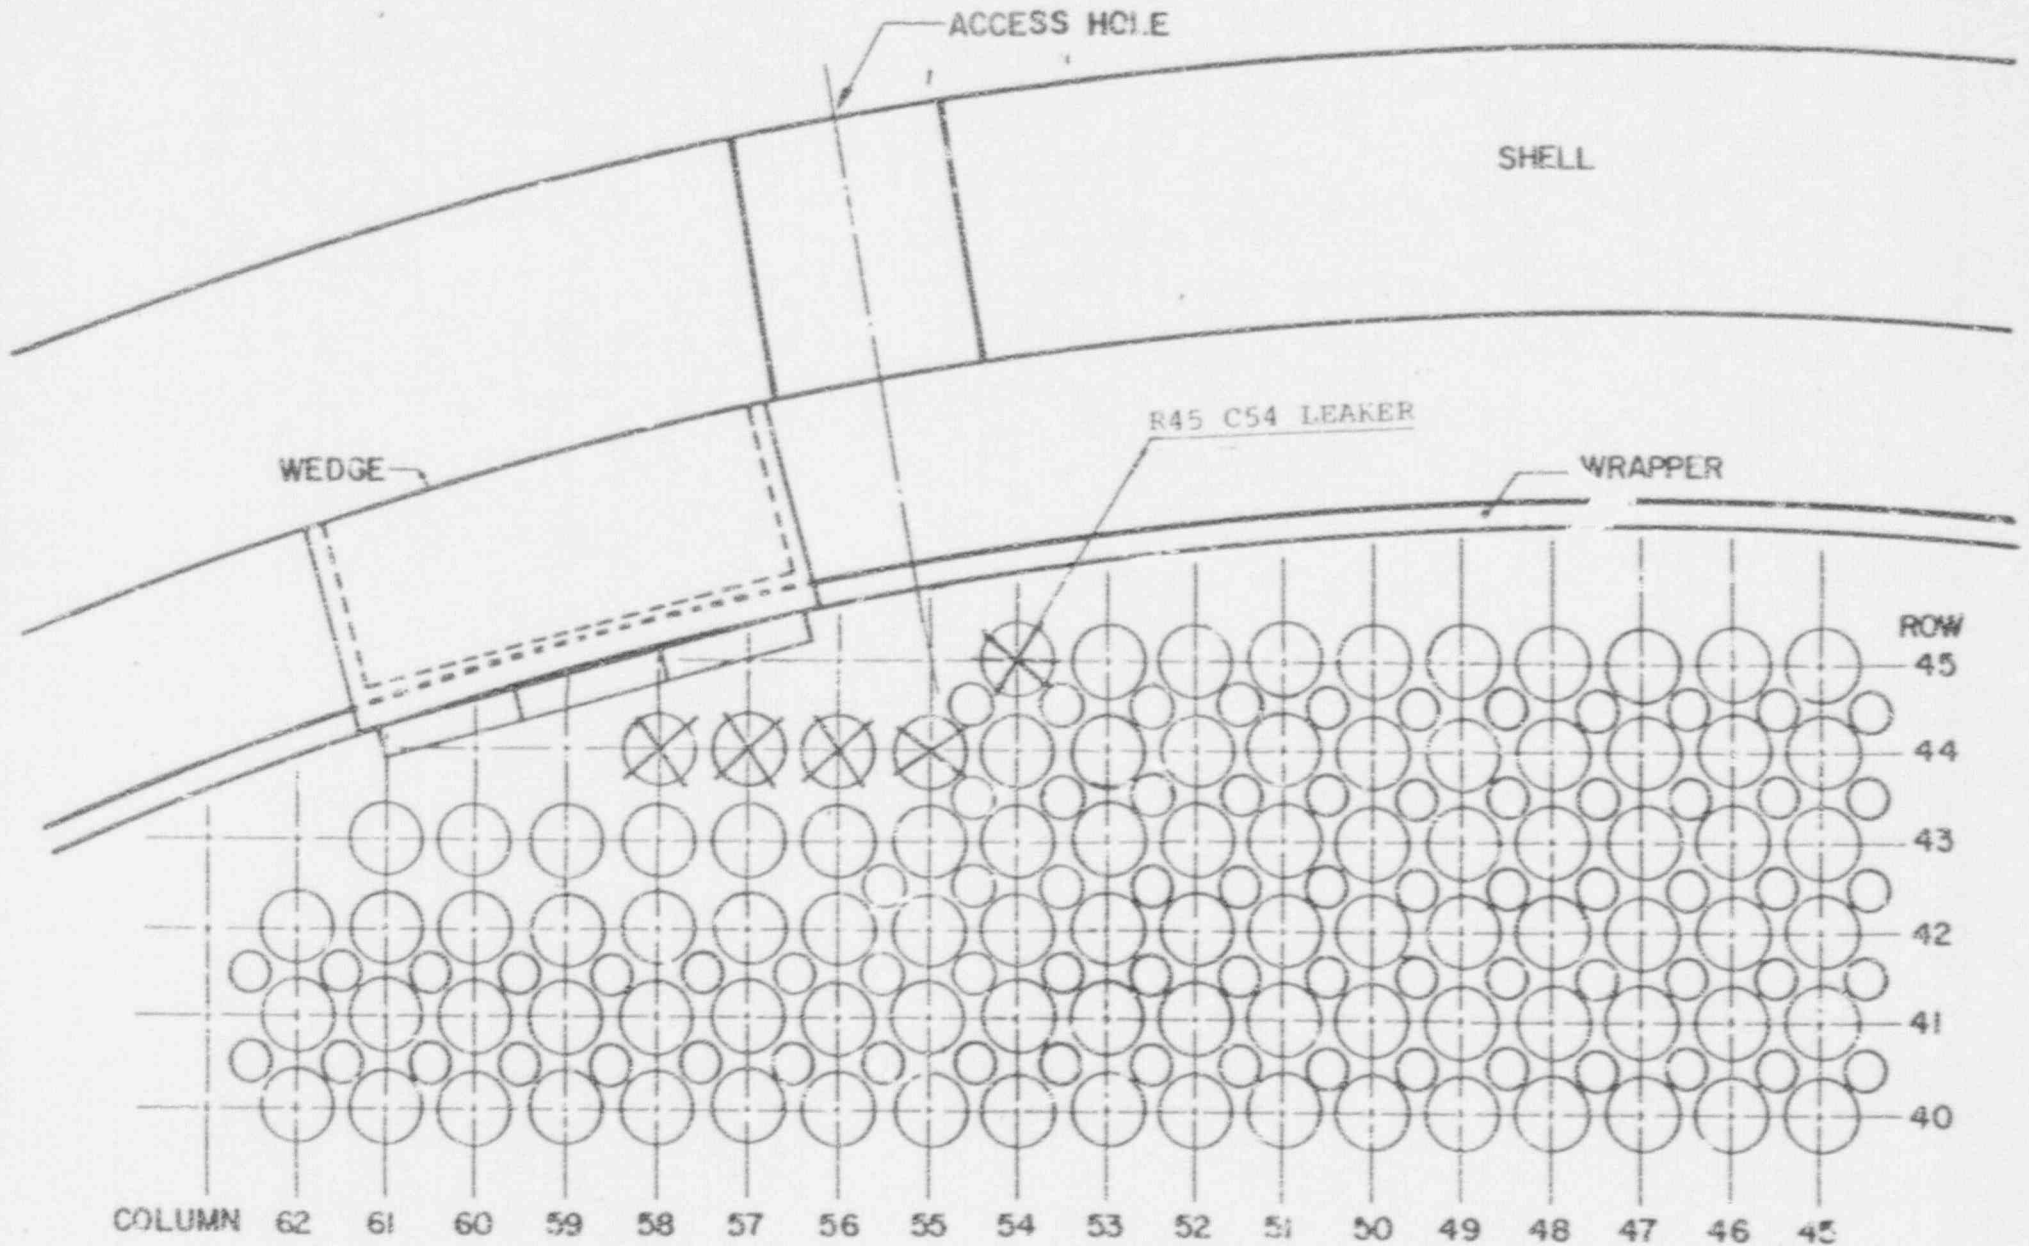 ACCESS HOLE
SHELL
R45 C54 LEAKER
WEDGE
WRAPPER
ROW
45
44
43
42
41
40
COLUMN 62 61 60 59 58 57 56 55 54 53 52 51 50 49 48 47 46 45